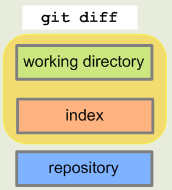 git diff
working directory
index
repository